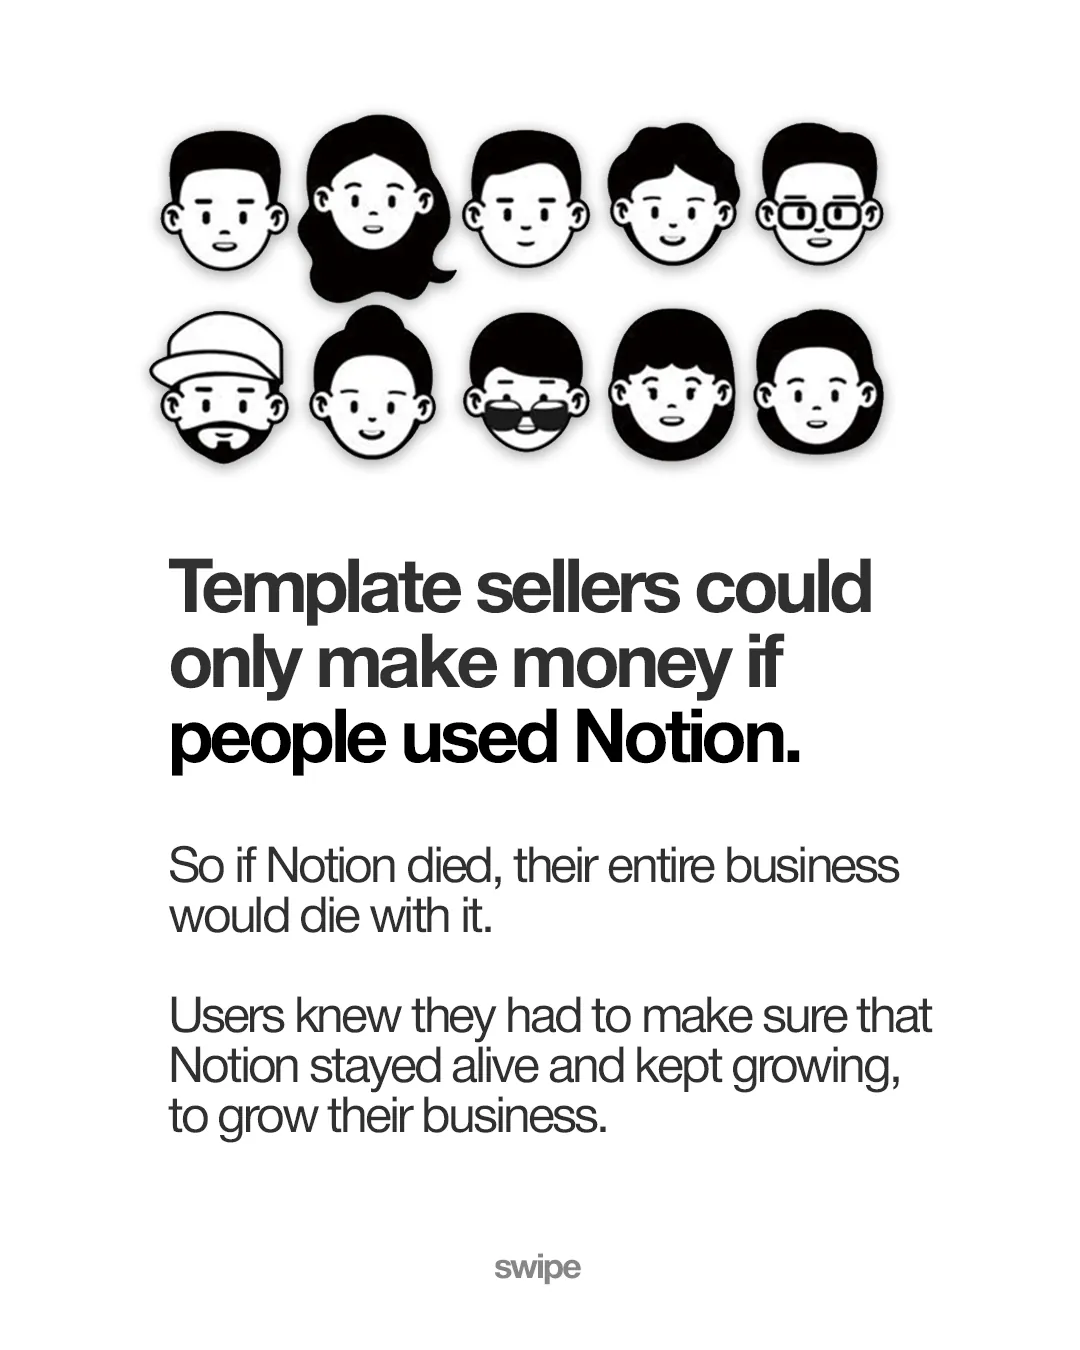 Template sellers could
only make money if
people used Notion.
So if Notion died, their entire business
would die with it.
Users knew they had to make sure that
Notion stayed alive and kept growing,
to grow their business.
swipe